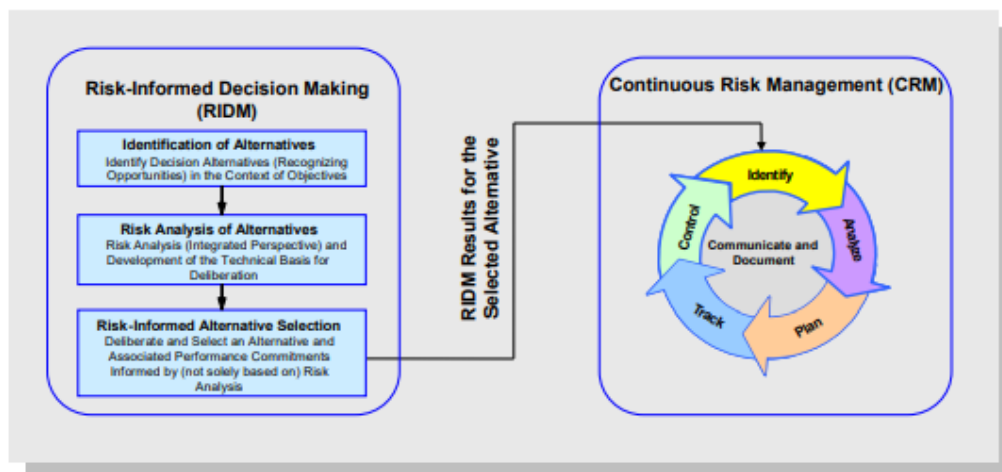 Risk-Informed Decision Making
(RIDM)
Identification of Alternatives
Identify Decision Alternatives (Recognizing
Opportunities) in the Context of Objectives
Risk Analysis of Alternatives
Risk Analysis (Integrated Perspective) and
Development of the Technical Basis for
Deliberation
Risk-Informed Alternative Selection
Deliberate and Select an Alternative and
Associated Performance Commitments
Informed by (not solely based on) Risk
Analysis
RIDM Results for the
Selected Alternative
Continuous Risk Management (CRM)
Identify
Analyze
Plan
Track
Control
Communicate and
Document